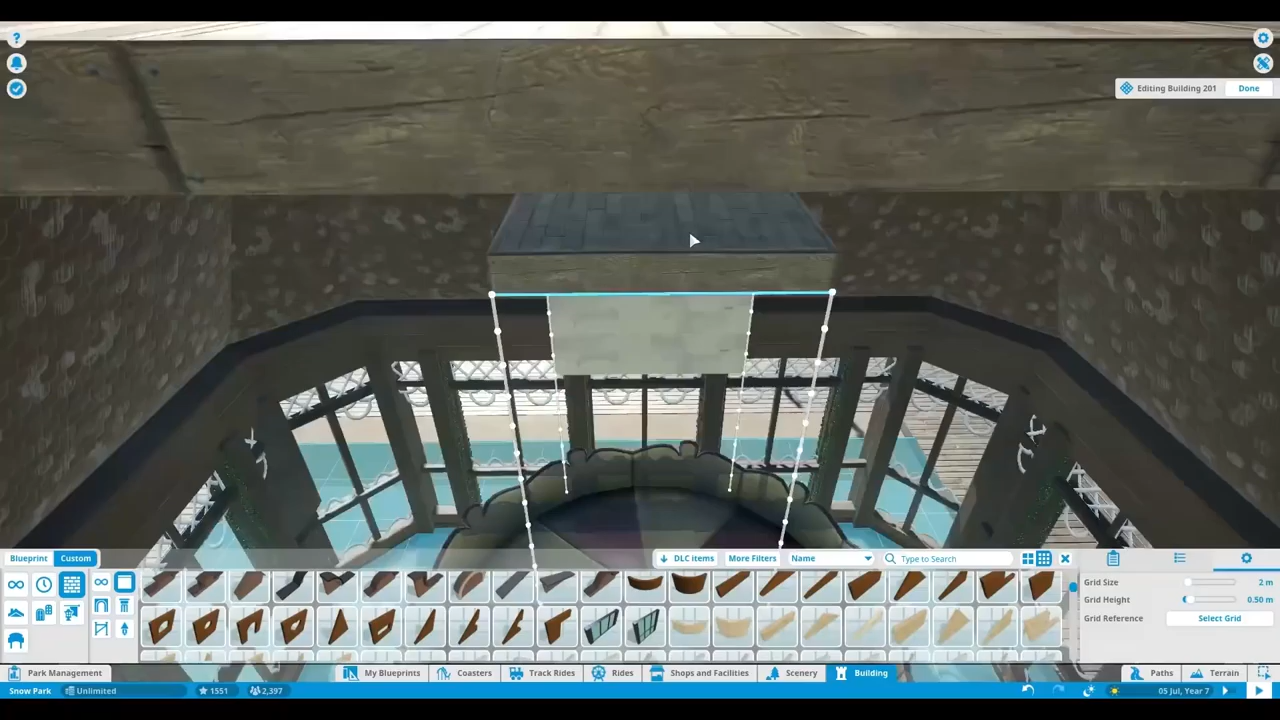 ?
Editing Building 201 Done
Blueprint Custom
DLC items More Filters Name Type to Search
Grid Size 2 m
Grid Height 0.50 m
Grid Reference Select Grid
Park Management My Blueprints Coasters Track Rides Rides Shops and Facilities Scenery Building Paths Terrain
Snow Park Unlimited 1551 2,397 05 Jul, Year 7